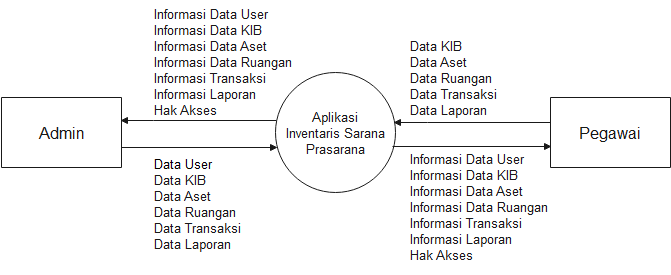 Informasi Data User
Informasi Data KIB
Informasi Data Aset
Informasi Data Ruangan
Informasi Transaksi
Informasi Laporan
Hak Akses
Data KIB
Data Aset
Data Ruangan
Data Transaksi
Data Laporan
Admin
Aplikasi
Inventaris Sarana
Prasarana
Pegawai
Data User
Data KIB
Data Aset
Data Ruangan
Data Transaksi
Data Laporan
Informasi Data User
Informasi Data KIB
Informasi Data Aset
Informasi Data Ruangan
Informasi Transaksi
Informasi Laporan
Hak Akses